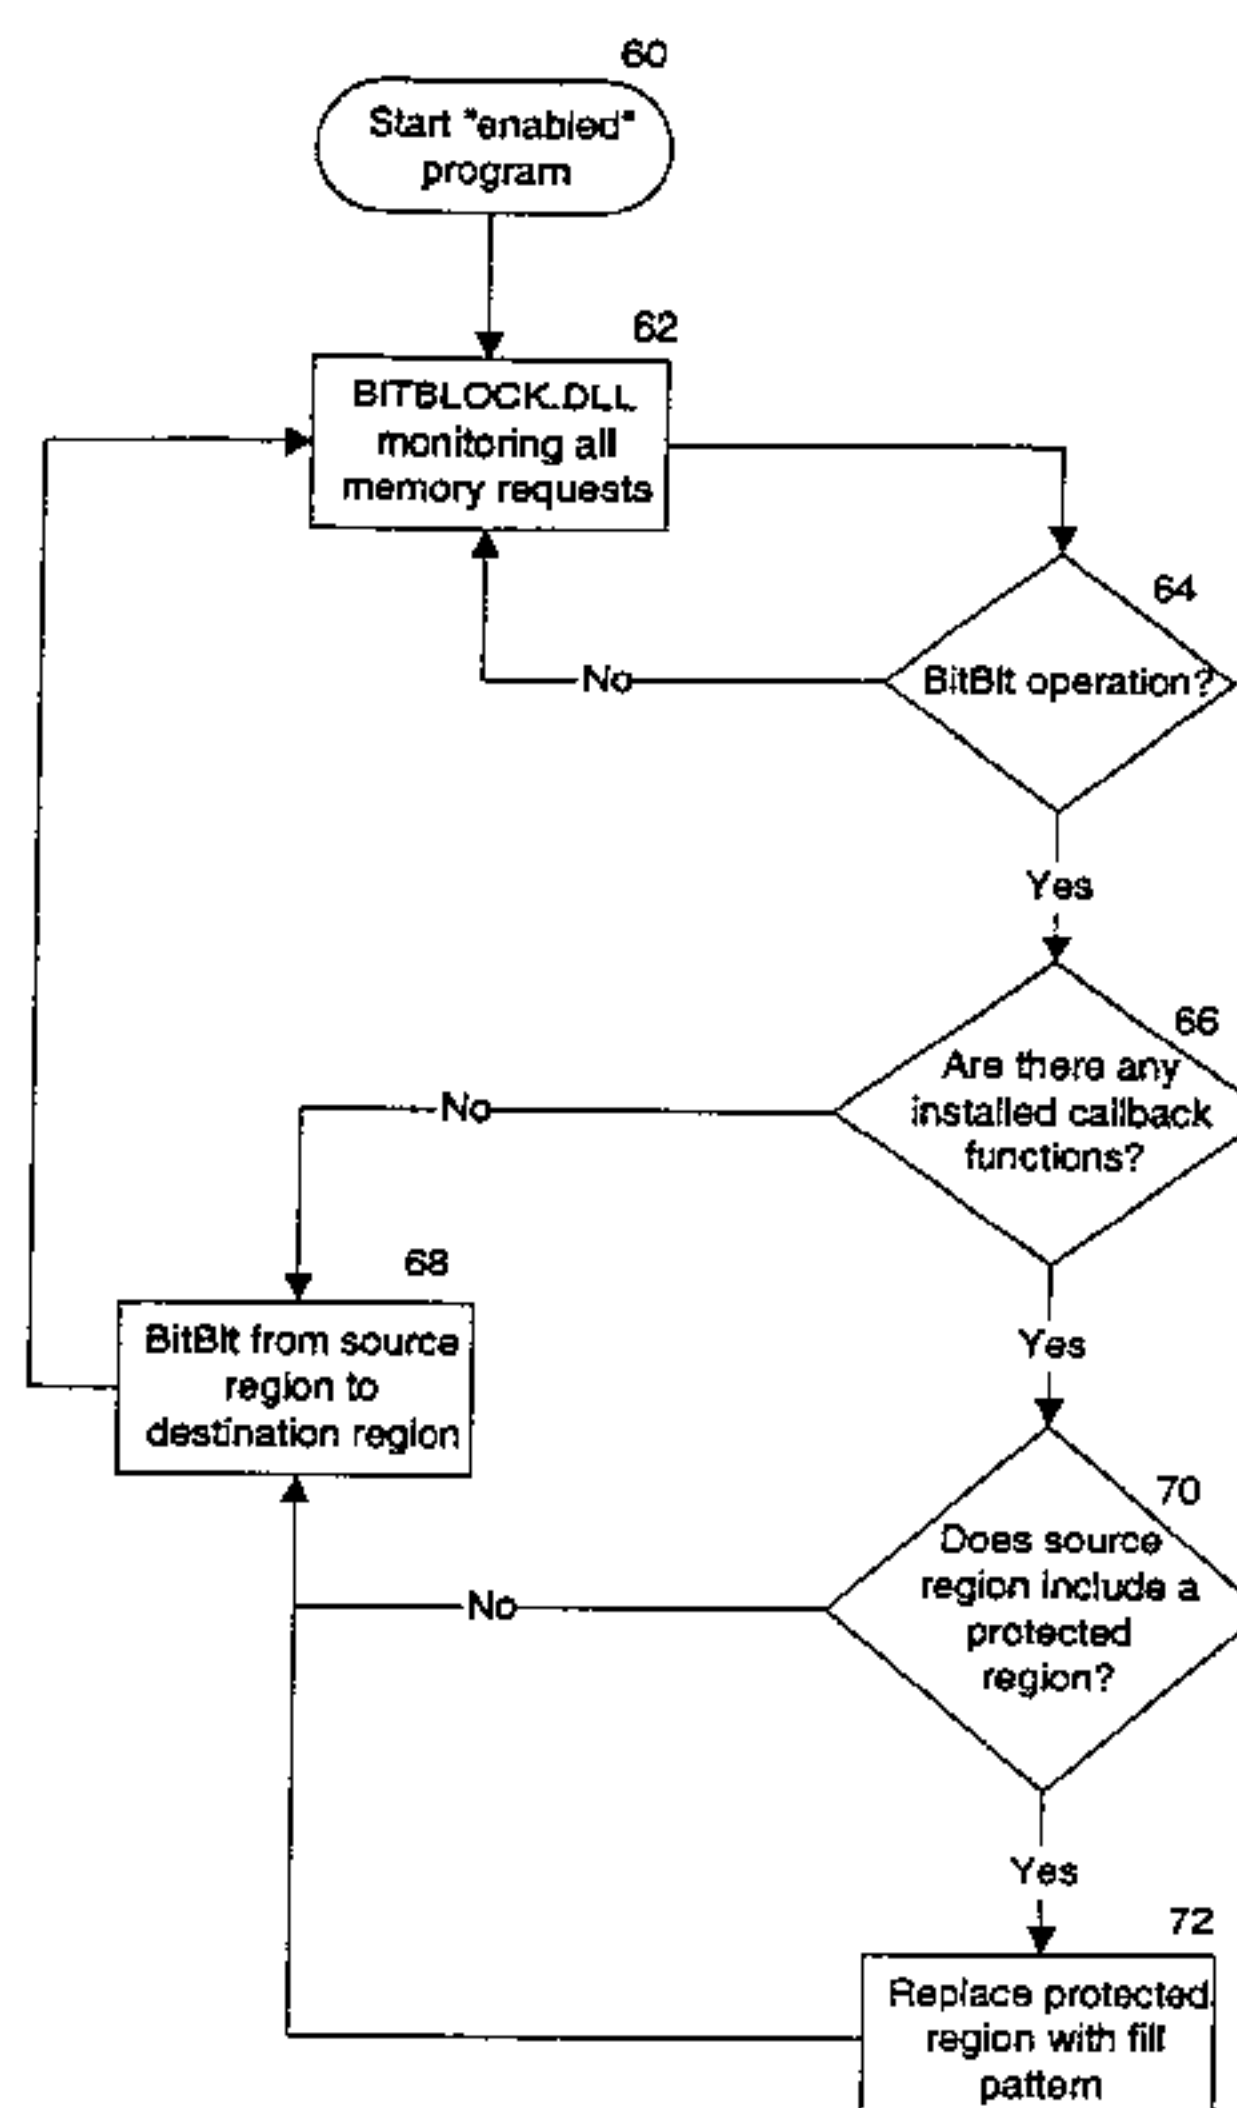 60
Start "enabled"
program
62
BITBLOCK.DLL
monitoring all
memory requests
64
BitBlt operation?
No
Yes
66
Are there any
installed callback
functions?
No
Yes
68
BitBlt from source
region to
destination region
70
Does source
region include a
protected
region?
No
Yes
72
Replace protected
region with fill
pattern